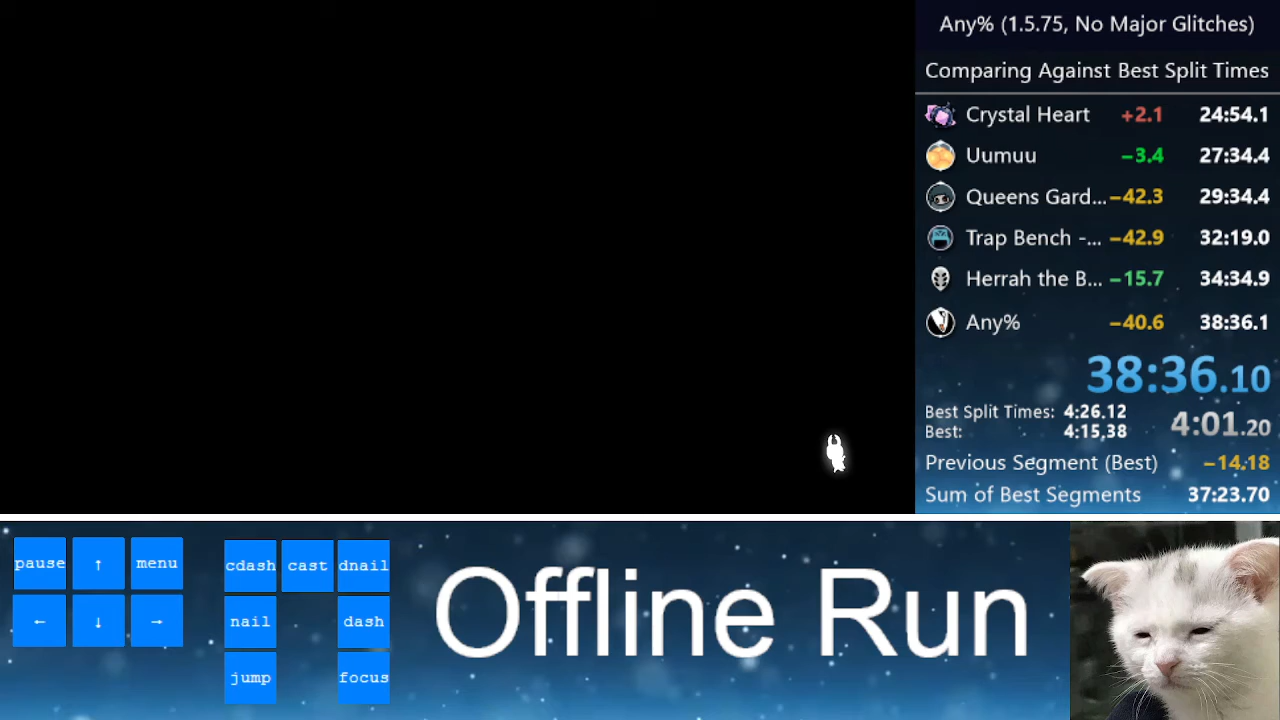 Any% (1.5.75, No Major Glitches)
Comparing Against Best Split Times
Crystal Heart +2.1 24:54.1
Uumuu −3.4 27:34.4
Queens Gard... −42.3 29:34.4
Trap Bench -... −42.9 32:19.0
Herrah the B... −15.7 34:34.9
Any% −40.6 38:36.1
38:36.10
Best Split Times: 4:26.12
Best: 4:15.38
4:01.20
Previous Segment (Best) −14.18
Sum of Best Segments 37:23.70
pause ↑ menu
← ↓ →
cdash cast dnail
nail dash
jump focus
Offline Run